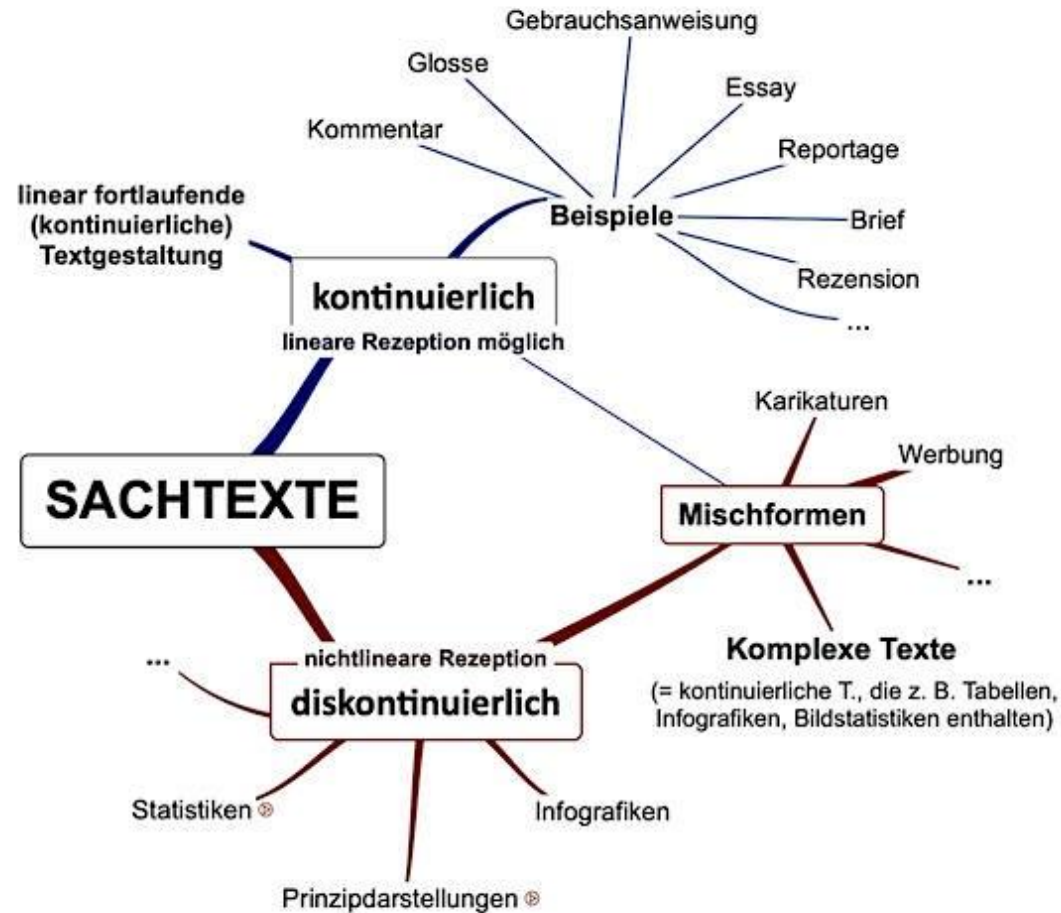 Gebrauchsanweisung
Glosse
Essay
Kommentar
Reportage
linear fortlaufende
(kontinuierliche)
Textgestaltung
Beispiele
Brief
Rezension
...
kontinuierlich
lineare Rezeption möglich
Karikaturen
Werbung
SACHTEXTE
Mischformen
...
Komplexe Texte
(= kontinuierliche T., die z. B. Tabellen,
Infografiken, Bildstatistiken enthalten)
...
nichtlineare Rezeption
diskontinuierlich
Statistiken
Infografiken
Prinzipdarstellungen